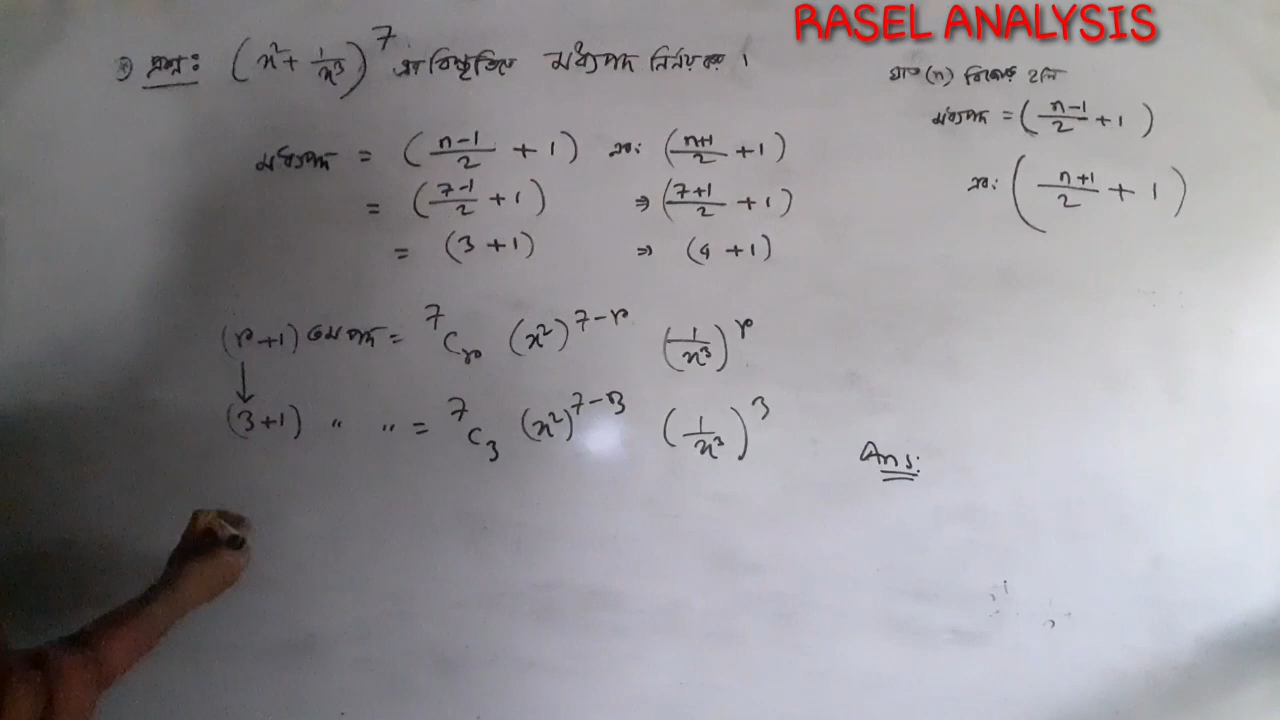 RASEL ANALYSIS
প্রশ্ন: (x² + 1/x³)⁷ এর বিস্তৃতিতে মধ্যপদ নির্ণয় কর ।
ঘাত (n) বিজোড় হলে
মধ্যপদ = ((n-1)/2 + 1)
এবং ((n+1)/2 + 1)
মধ্যপদ = ((n-1)/2 + 1) এবং ((n+1)/2 + 1)
= ((7-1)/2 + 1) ⇒ ((7+1)/2 + 1)
= (3 + 1) ⇒ (4 + 1)
(r+1) তম পদ = ⁷Cᵣ (x²)⁷⁻ʳ (1/x³)ʳ
(3+1) " " = ⁷C₃ (x²)⁷⁻³ (1/x³)³
Ans: